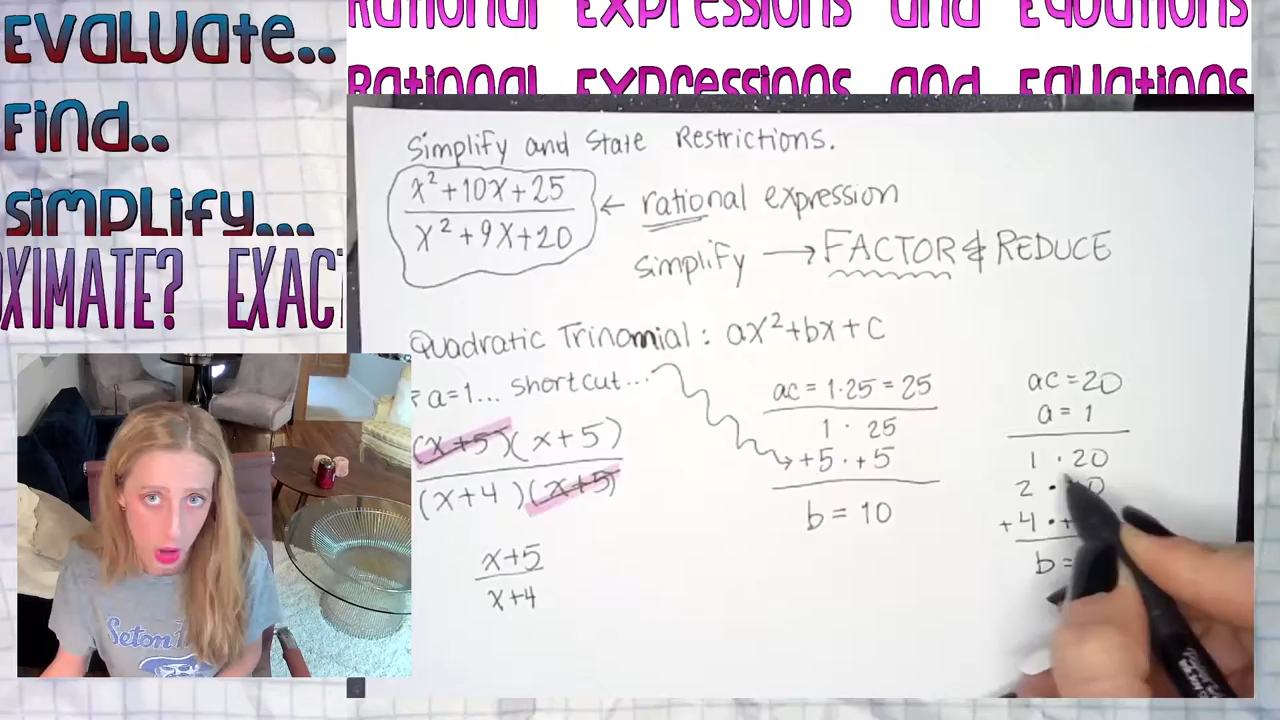 EVALUATE..
Find..
SIMPLIFY...
EXACT
Rational Expressions and Equations
Rational Expressions and Equations
Simplify and State Restrictions.
x²+10x+25
x²+9x+20
← rational expression
simplify → FACTOR & REDUCE
Quadratic Trinomial: ax²+bx+c
a=1... shortcut...
(x+5)(x+5)
(x+4)(x+5)
x+5
x+4
ac = 1·25 = 25
1 · 25
+5·+5
b = 10
ac = 20
a = 1
1 · 20
2 ·
+4·+
b =
Seton